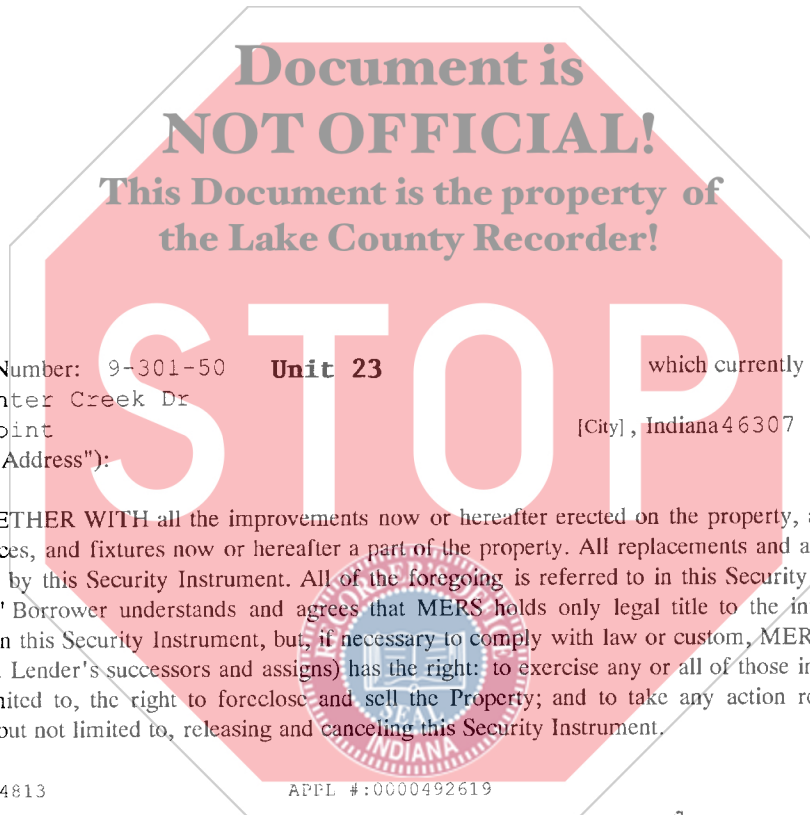 Document is
NOT OFFICIAL!
This Document is the property of
the Lake County Recorder!
STOP
Number: 9-301-50 Unit 23 which currently
nter Creek Dr
oint [City] , Indiana 46307
Address"):
ETHER WITH all the improvements now or hereafter erected on the property, a
ces, and fixtures now or hereafter a part of the property. All replacements and a
by this Security Instrument. All of the foregoing is referred to in this Security
" Borrower understands and agrees that MERS holds only legal title to the in
n this Security Instrument, but, if necessary to comply with law or custom, MER
Lender's successors and assigns) has the right: to exercise any or all of those in
nited to, the right to foreclose and sell the Property; and to take any action re
but not limited to, releasing and canceling this Security Instrument.
SEAL
INDIANA
4813 APPL #:0000492619